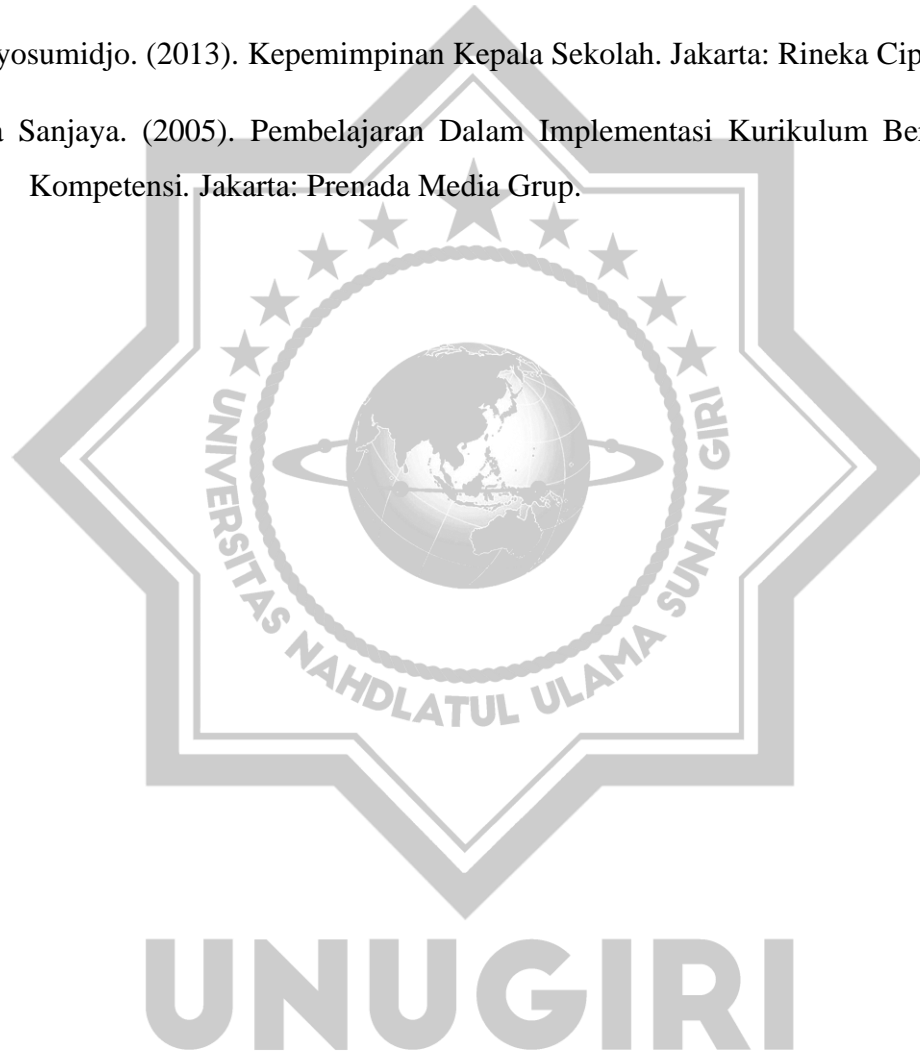 yosumidjo. (2013). Kepemimpinan Kepala Sekolah. Jakarta: Rineka Cip
a Sanjaya. (2005). Pembelajaran Dalam Implementasi Kurikulum Ber
Kompetensi. Jakarta: Prenada Media Grup.
UNIVERSITAS NAHDLATUL ULAMA SUNAN GIRI
UNUGIRI